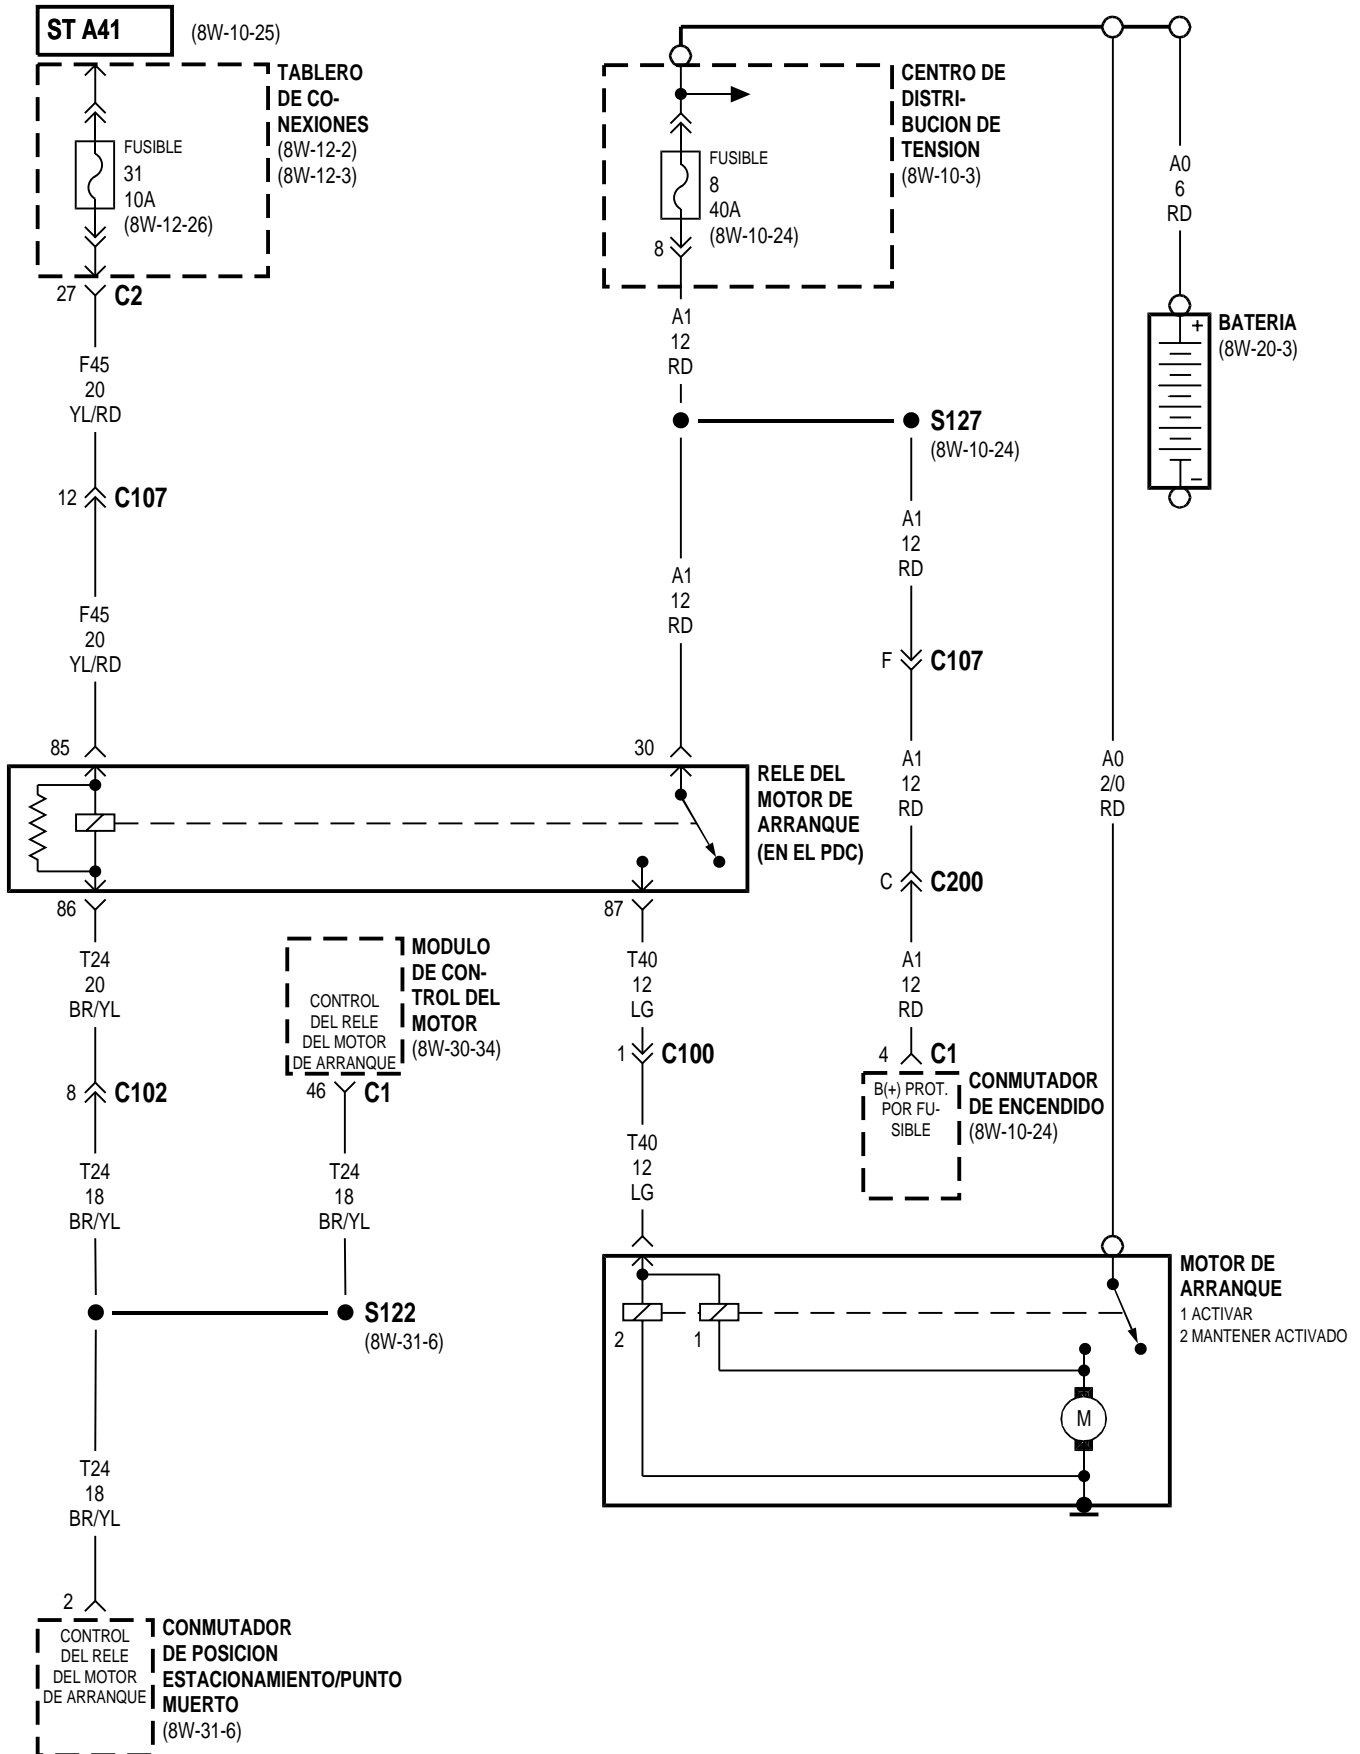 ST A41
(8W-10-25)
TABLERO
DE CO-
NEXIONES
(8W-12-2)
(8W-12-3)
FUSIBLE
31
10A
(8W-12-26)
27
C2
F45
20
YL/RD
12
C107
F45
20
YL/RD
85
CENTRO DE
DISTRI-
BUCION DE
TENSION
(8W-10-3)
FUSIBLE
8
40A
(8W-10-24)
8
A1
12
RD
S127
(8W-10-24)
A1
12
RD
30
A1
12
RD
F
C107
A1
12
RD
C
C200
A1
12
RD
4
C1
B(+) PROT.
POR FU-
SIBLE
CONMUTADOR
DE ENCENDIDO
(8W-10-24)
A0
6
RD
+
-
BATERIA
(8W-20-3)
A0
2/0
RD
RELE DEL
MOTOR DE
ARRANQUE
(EN EL PDC)
86
T24
20
BR/YL
8
C102
T24
18
BR/YL
CONTROL
DEL RELE
DEL MOTOR
DE ARRANQUE
MODULO
DE CON-
TROL DEL
MOTOR
(8W-30-34)
46
C1
T24
18
BR/YL
S122
(8W-31-6)
87
T40
12
LG
1
C100
T40
12
LG
2
1
M
MOTOR DE
ARRANQUE
1 ACTIVAR
2 MANTENER ACTIVADO
T24
18
BR/YL
2
CONTROL
DEL RELE
DEL MOTOR
DE ARRANQUE
CONMUTADOR
DE POSICION
ESTACIONAMIENTO/PUNTO
MUERTO
(8W-31-6)